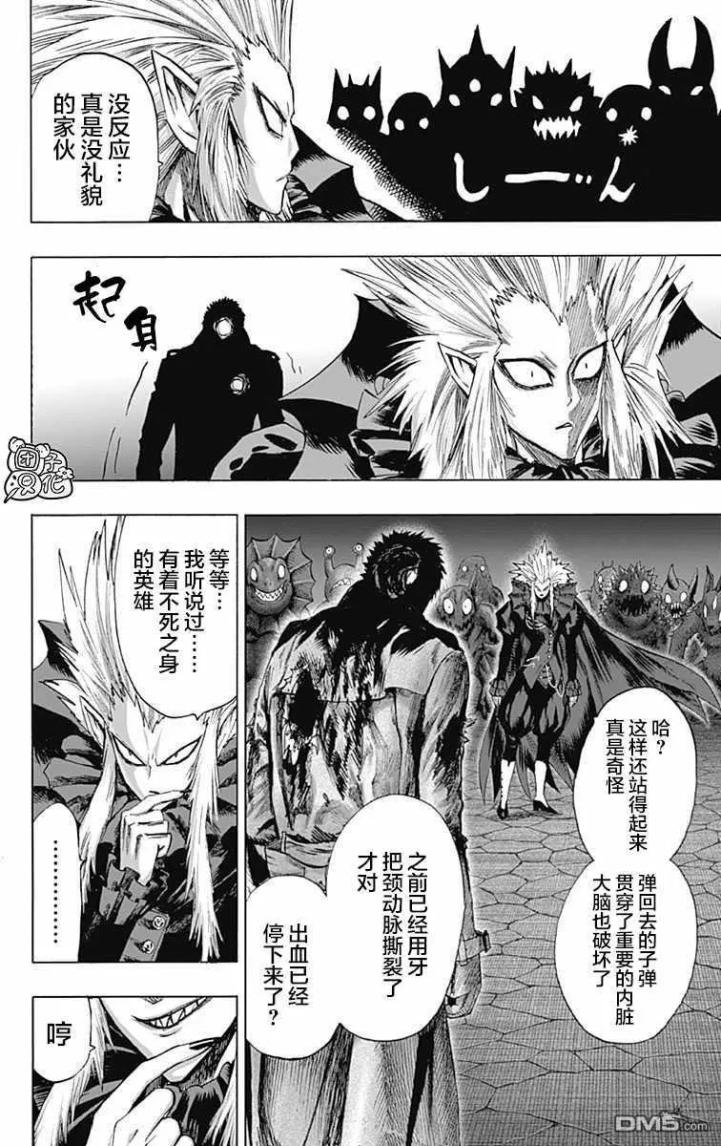 没反应…
真是没礼貌
的家伙
しーーん
起身
团子
汉化
哈?
这样还站得起来
真是奇怪
弹回去的子弹
贯穿了重要的内脏
大脑也破坏了
之前已经用牙
把颈动脉撕裂了
才对
出血已经
停下来了?
等等…
我听说过……
有着不死之身
的英雄
…………
哼
DM5.com